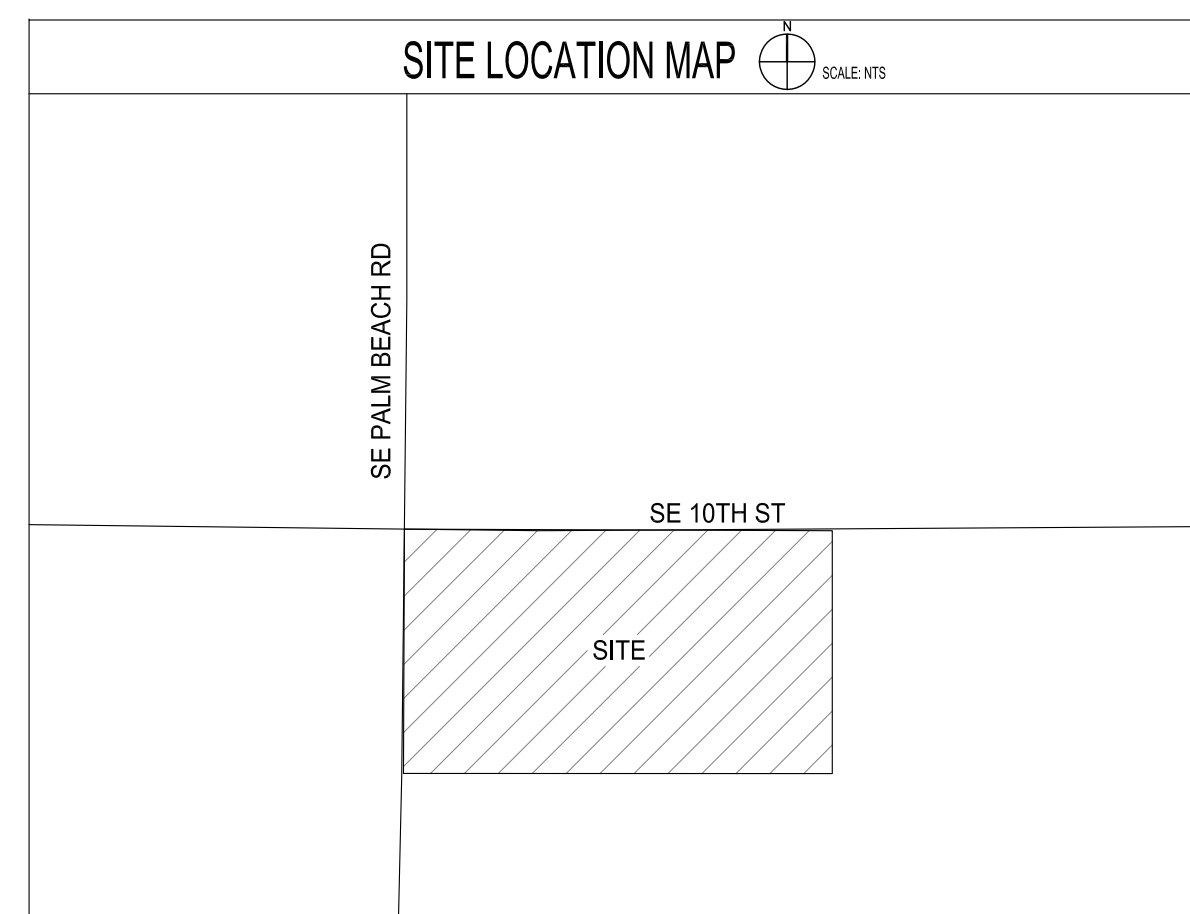 N
SITE LOCATION MAP
SCALE: NTS
SE PALM BEACH RD
SE 10TH ST
SITE